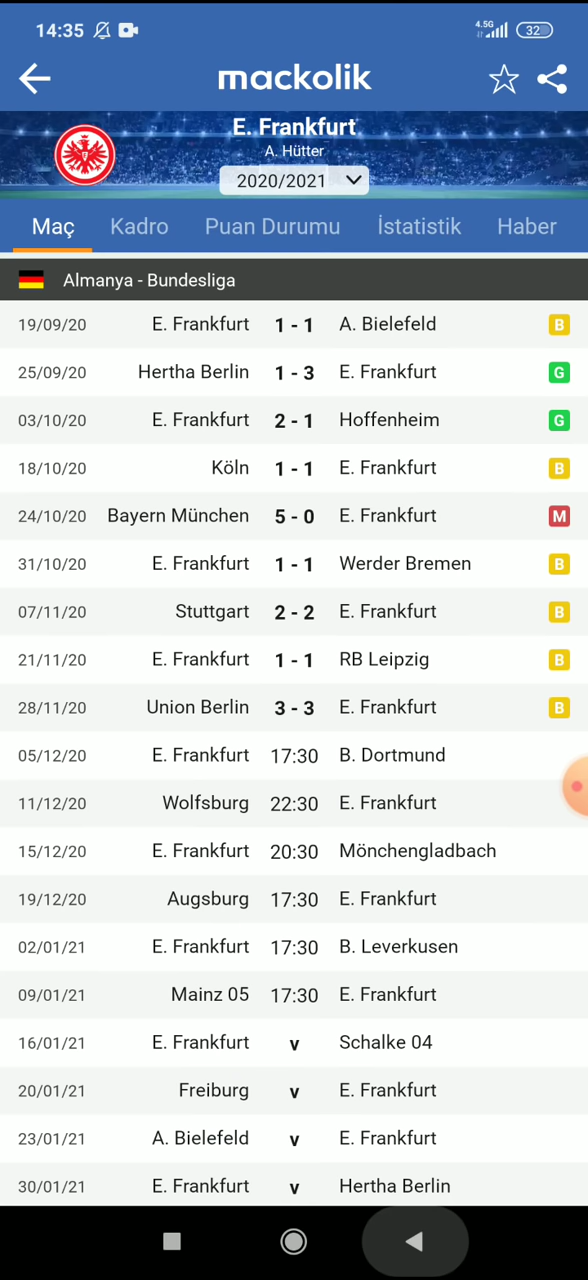 14:35 4.5G 32
mackolik
E. Frankfurt
A. Hütter
2020/2021
Maç Kadro Puan Durumu İstatistik Haber
Almanya - Bundesliga
19/09/20 E. Frankfurt 1 - 1 A. Bielefeld B
25/09/20 Hertha Berlin 1 - 3 E. Frankfurt G
03/10/20 E. Frankfurt 2 - 1 Hoffenheim G
18/10/20 Köln 1 - 1 E. Frankfurt B
24/10/20 Bayern München 5 - 0 E. Frankfurt M
31/10/20 E. Frankfurt 1 - 1 Werder Bremen B
07/11/20 Stuttgart 2 - 2 E. Frankfurt B
21/11/20 E. Frankfurt 1 - 1 RB Leipzig B
28/11/20 Union Berlin 3 - 3 E. Frankfurt B
05/12/20 E. Frankfurt 17:30 B. Dortmund
11/12/20 Wolfsburg 22:30 E. Frankfurt
15/12/20 E. Frankfurt 20:30 Mönchengladbach
19/12/20 Augsburg 17:30 E. Frankfurt
02/01/21 E. Frankfurt 17:30 B. Leverkusen
09/01/21 Mainz 05 17:30 E. Frankfurt
16/01/21 E. Frankfurt v Schalke 04
20/01/21 Freiburg v E. Frankfurt
23/01/21 A. Bielefeld v E. Frankfurt
30/01/21 E. Frankfurt v Hertha Berlin